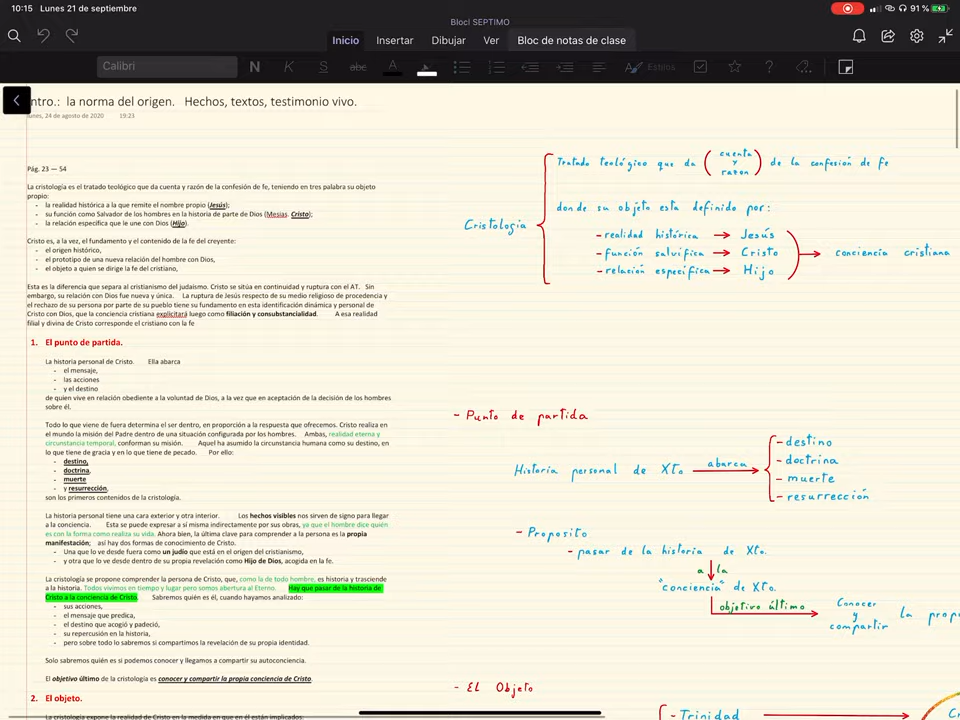 10:15 Lunes 21 de septiembre
91 %
Bloc! SEPTIMO
Inicio Insertar Dibujar Ver Bloc de notas de clase
Calibri N K S abc A Estilos
ntro.: la norma del origen. Hechos, textos, testimonio vivo.
lunes, 24 de agosto de 2020 19:23
Pág. 23 — 54
La cristología es el tratado teológico que da cuenta y razón de la confesión de fe, teniendo en tres palabra su objeto
propio:
- la realidad histórica a la que remite el nombre propio (Jesús);
- su función como Salvador de los hombres en la historia de parte de Dios (Mesías. Cristo);
- la relación específica que le une con Dios (Hijo).
Cristo es, a la vez, el fundamento y el contenido de la fe del creyente:
- el origen histórico,
- el prototipo de una nueva relación del hombre con Dios,
- el objeto a quien se dirige la fe del cristiano,
Esta es la diferencia que separa al cristianismo del judaísmo. Cristo se sitúa en continuidad y ruptura con el AT. Sin
embargo, su relación con Dios fue nueva y única. La ruptura de Jesús respecto de su medio religioso de procedencia y
el rechazo de su persona por parte de su pueblo tiene su fundamento en esta identificación dinámica y personal de
Cristo con Dios, que la conciencia cristiana explicitará luego como filiación y consubstancialidad. A esa realidad
filial y divina de Cristo corresponde el cristiano con la fe
1. El punto de partida.
La historia personal de Cristo. Ella abarca
- el mensaje,
- las acciones
- y el destino
de quien vive en relación obediente a la voluntad de Dios, a la vez que en aceptación de la decisión de los hombres
sobre él.
Todo lo que viene de fuera determina el ser dentro, en proporción a la respuesta que ofrecemos. Cristo realiza en
el mundo la misión del Padre dentro de una situación configurada por los hombres. Ambas, realidad eterna y
circunstancia temporal, conforman su misión. Aquel ha asumido la circunstancia humana como su destino, en
lo que tiene de gracia y en lo que tiene de pecado. Por ello:
- destino,
- doctrina,
- muerte
- y resurrección,
son los primeros contenidos de la cristología.
La historia personal tiene una cara exterior y otra interior. Los hechos visibles nos sirven de signo para llegar
a la conciencia. Esta se puede expresar a sí misma indirectamente por sus obras, ya que el hombre dice quién
es con la forma como realiza su vida. Ahora bien, la última clave para comprender a la persona es la propia
manifestación; así hay dos formas de conocimiento de Cristo.
- Una que lo ve desde fuera como un judío que está en el origen del cristianismo,
- y otra que lo ve desde dentro de su propia revelación como Hijo de Dios, acogida en la fe.
La cristología se propone comprender la persona de Cristo, que, como la de todo hombre, es historia y trasciende
a la historia. Todos vivimos en tiempo y lugar pero somos abertura al Eterno. Hay que pasar de la historia de
Cristo a la conciencia de Cristo. Sabremos quién es él, cuando hayamos analizado:
- sus acciones,
- el mensaje que predica,
- el destino que acogió y padeció,
- su repercusión en la historia,
- pero sobre todo lo sabremos si compartimos la revelación de su propia identidad.
Solo sabremos quién es si podemos conocer y llegamos a compartir su autoconciencia.
El objetivo último de la cristología es conocer y compartir la propia conciencia de Cristo.
2. El objeto.
La cristología expone la realidad de Cristo en la medida en que en él están implicados:
Tratado teológico que da (cuenta y razon) de la confesión de fe
Cristologia
donde su objeto esta definido por:
- realidad histórica → Jesús
- función salvífica → Cristo → conciencia cristiana
- relación específica → Hijo
- Punto de partida
Historia personal de Xto. abarca
- destino
- doctrina
- muerte
- resurrección
- Proposito
- pasar de la historia de Xto.
a la
"conciencia" de Xto.
objetivo último
Conocer y compartir la prop
- El Objeto
- Trinidad